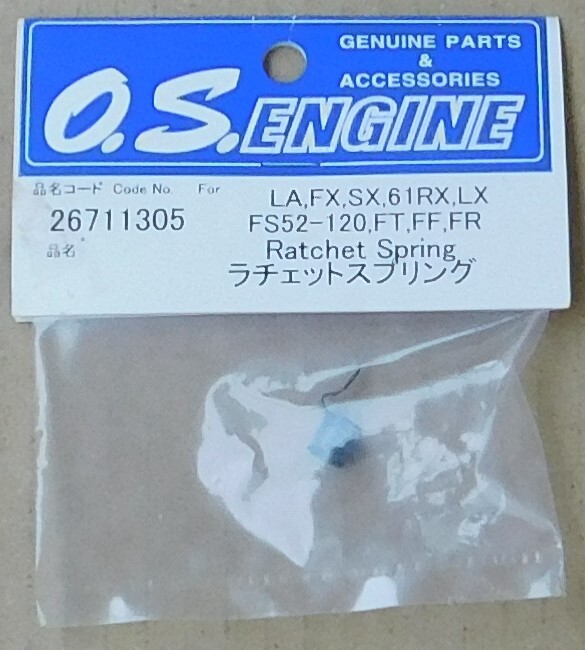 GENUINE PARTS
&
ACCESSORIES
O.S.ENGINE
品名コード Code No. For
LA,FX,SX,61RX,LX
26711305
FS52-120,FT,FF,FR
品名
Ratchet Spring
ラチェットスプリング